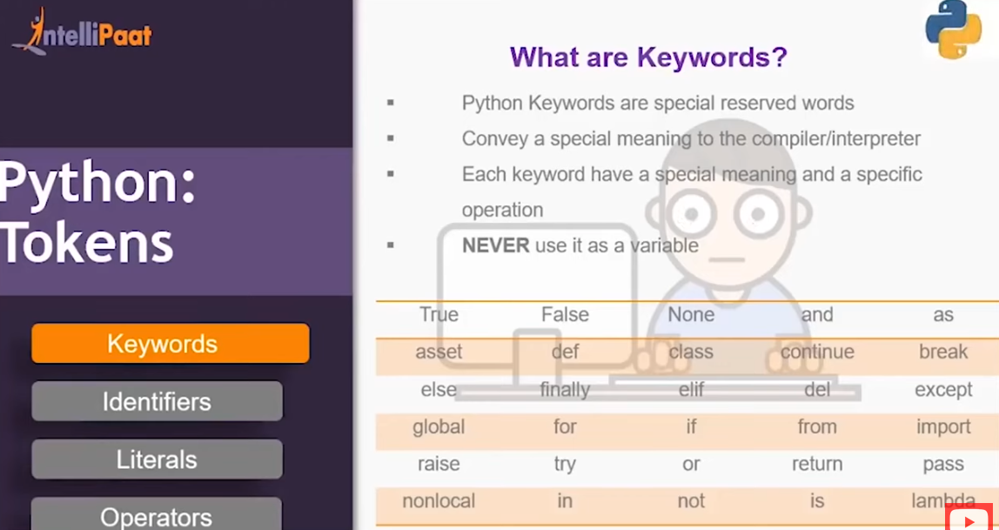 IntelliPaat
What are Keywords?
Python:
Tokens
▪ Python Keywords are special reserved words
▪ Convey a special meaning to the compiler/interpreter
▪ Each keyword have a special meaning and a specific
operation
▪ NEVER use it as a variable
Keywords
Identifiers
Literals
Operators
True False None and as
asset def class continue break
else finally elif del except
global for if from import
raise try or return pass
nonlocal in not is lambda